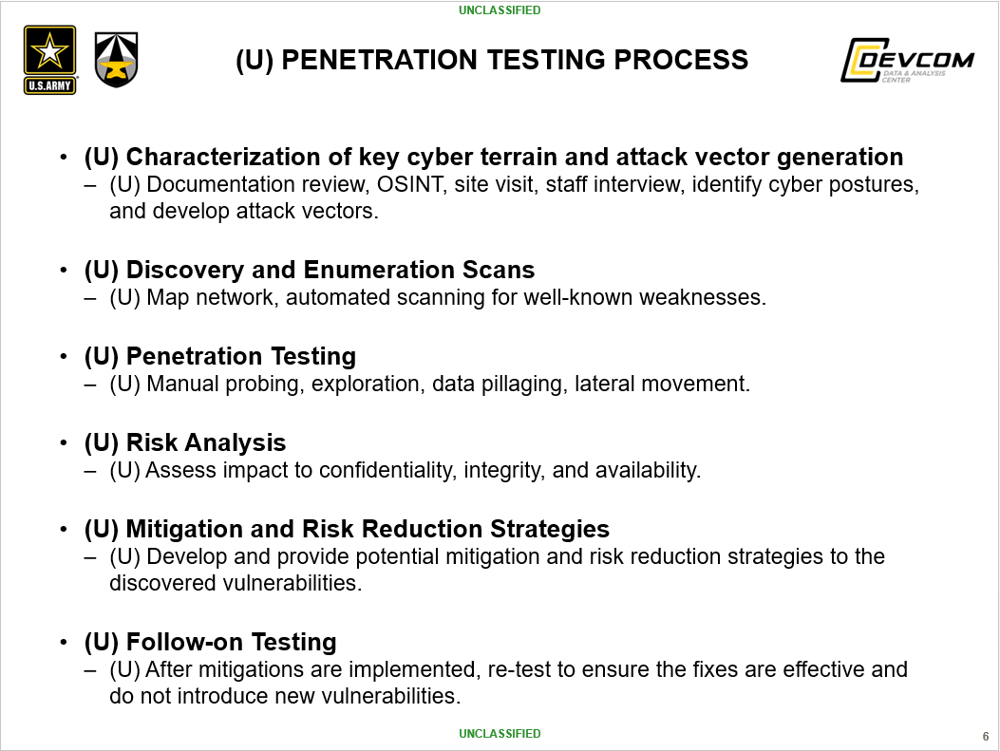 UNCLASSIFIED
U.S.ARMY
(U) PENETRATION TESTING PROCESS
DEVCOM
DATA & ANALYSIS
CENTER
• (U) Characterization of key cyber terrain and attack vector generation
– (U) Documentation review, OSINT, site visit, staff interview, identify cyber postures,
and develop attack vectors.
• (U) Discovery and Enumeration Scans
– (U) Map network, automated scanning for well-known weaknesses.
• (U) Penetration Testing
– (U) Manual probing, exploration, data pillaging, lateral movement.
• (U) Risk Analysis
– (U) Assess impact to confidentiality, integrity, and availability.
• (U) Mitigation and Risk Reduction Strategies
– (U) Develop and provide potential mitigation and risk reduction strategies to the
discovered vulnerabilities.
• (U) Follow-on Testing
– (U) After mitigations are implemented, re-test to ensure the fixes are effective and
do not introduce new vulnerabilities.
UNCLASSIFIED
6